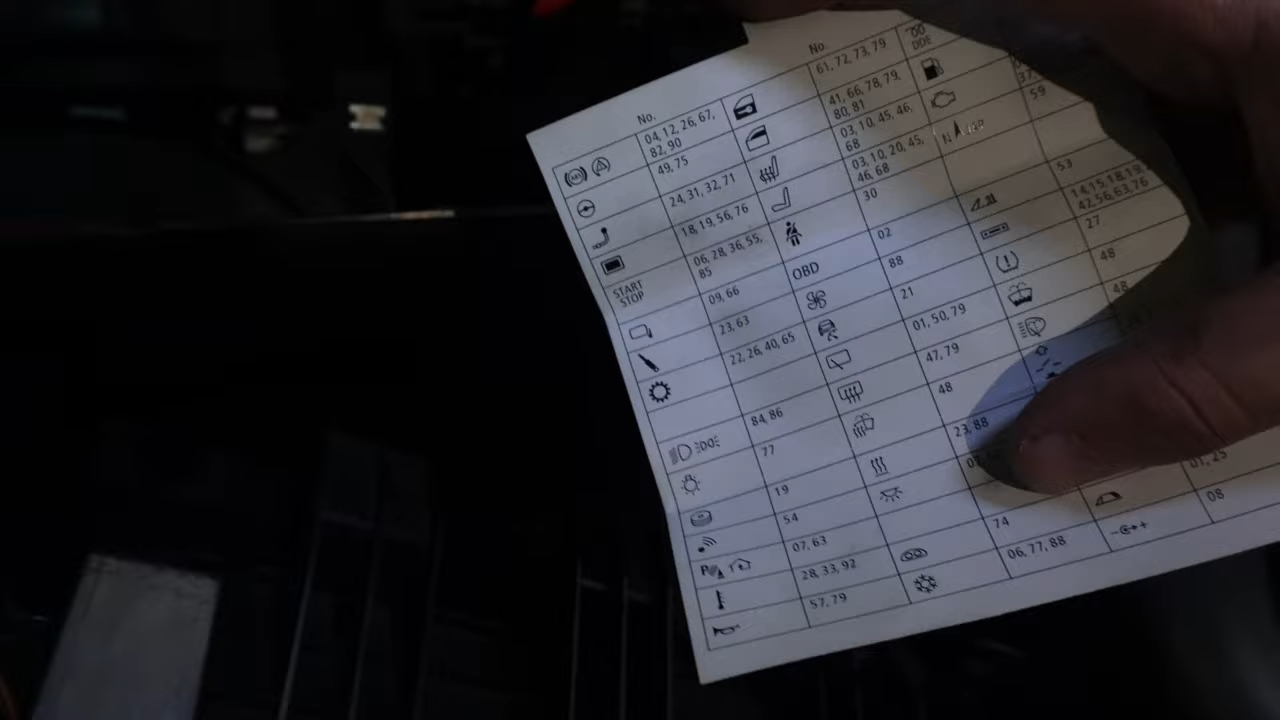 No.
04, 12, 26, 67,
82, 90
49, 75
24, 31, 32, 71
18, 19, 56, 76
START
STOP
06, 28, 36, 55,
85
09, 66
23, 63
22, 26, 40, 65
84, 86
77
19
54
P
07, 63
28, 33, 92
57, 79
No.
61, 72, 73, 79
41, 66, 78, 79,
80, 81
03, 10, 45, 46,
68
03, 10, 20, 45,
46, 68
30
OBD
02
88
21
01, 50, 79
47, 79
48
23, 88
74
06, 77, 88
DDE
59
53
14, 15, 18, 19,
42, 56, 63, 76
27
48
48
01, 25
08